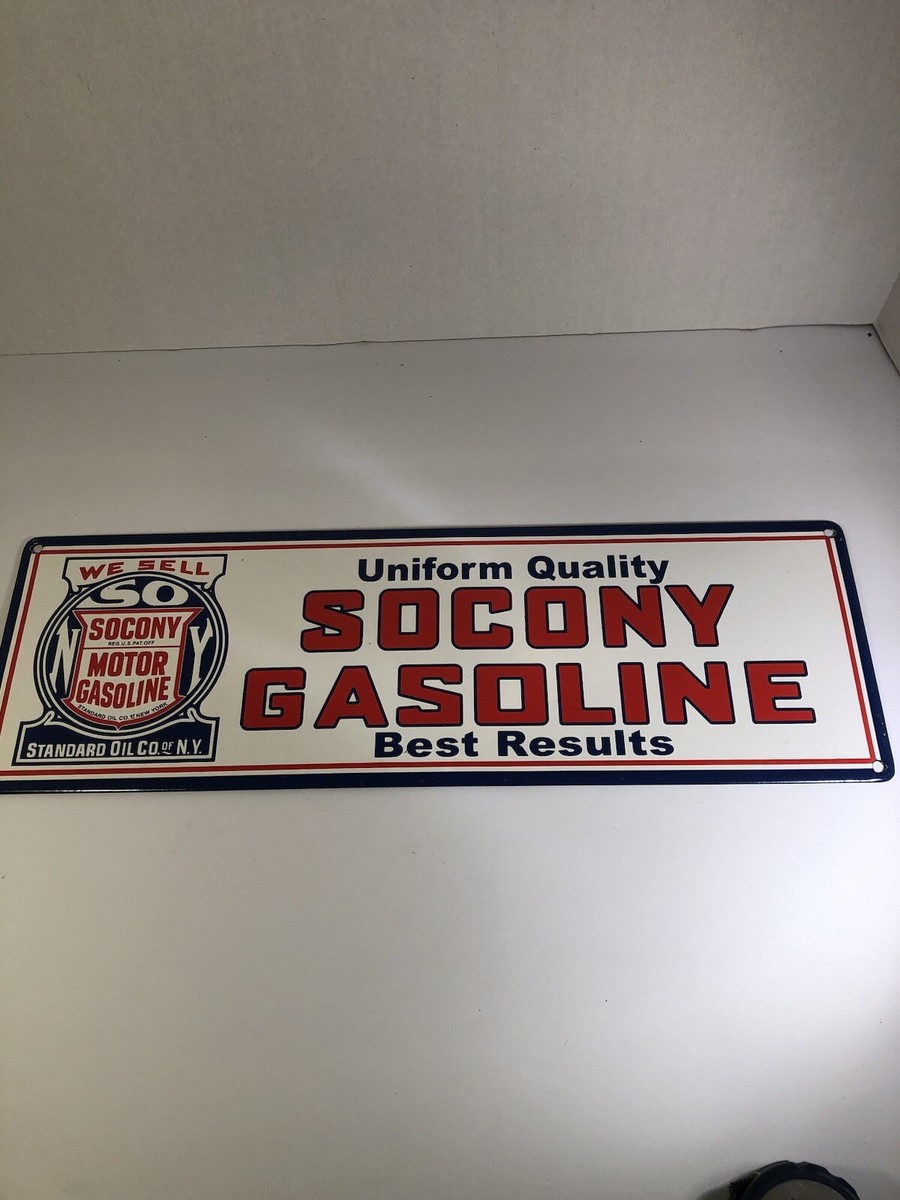 WE SELL
SO
N Y
SOCONY
REG.U.S.PAT.OFF
MOTOR
GASOLINE
STANDARD OIL CO. OF NEW YORK
STANDARD OIL CO. OF N.Y.
Uniform Quality
SOCONY
GASOLINE
Best Results